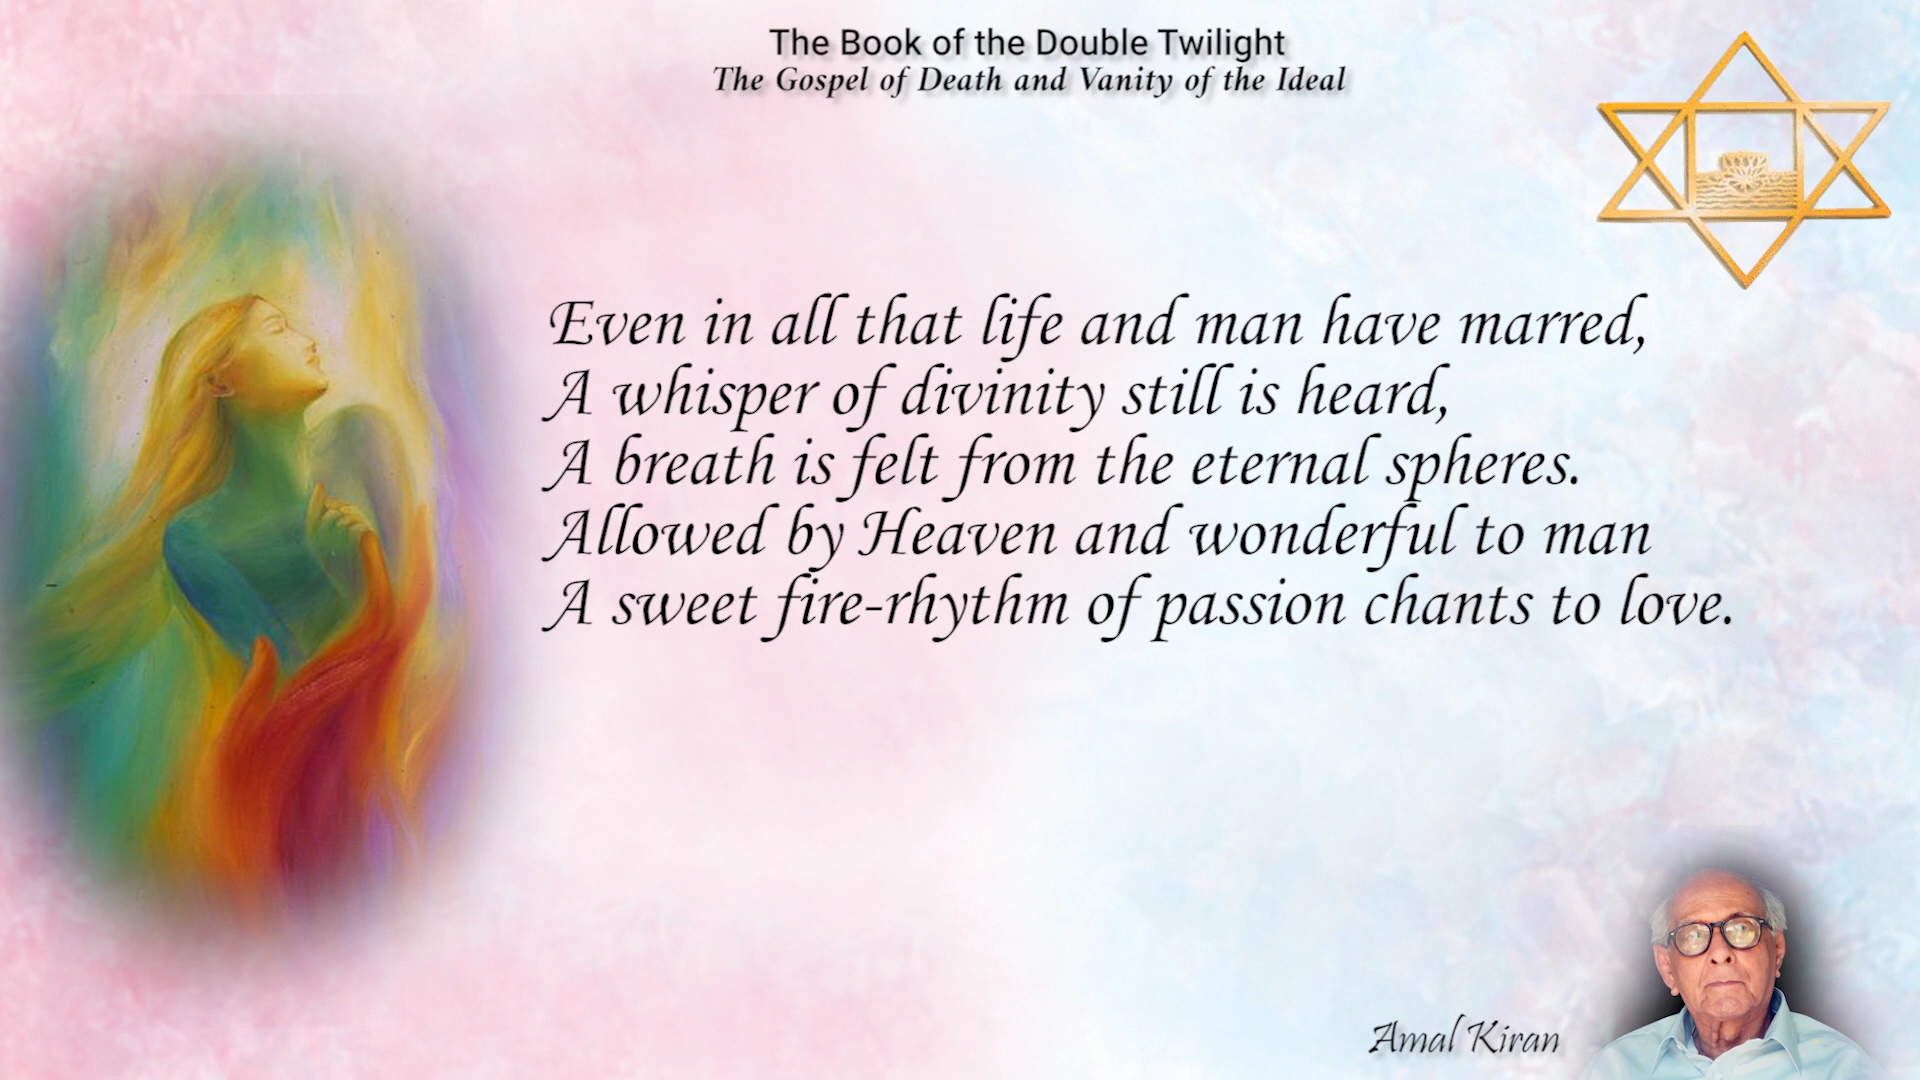 The Book of the Double Twilight
The Gospel of Death and Vanity of the Ideal
Even in all that life and man have marred,
A whisper of divinity still is heard,
A breath is felt from the eternal spheres.
Allowed by Heaven and wonderful to man
A sweet fire-rhythm of passion chants to love.
Amal Kiran